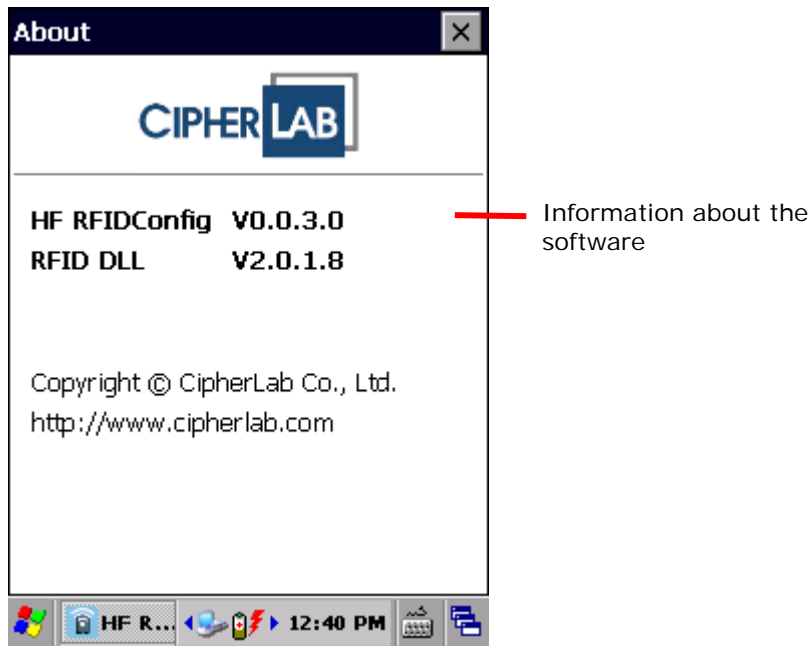 About
CIPHERLAB
HF RFIDConfig V0.0.3.0
RFID DLL V2.0.1.8
Copyright © CipherLab Co., Ltd.
http://www.cipherlab.com
HF R... 12:40 PM
Information about the
software